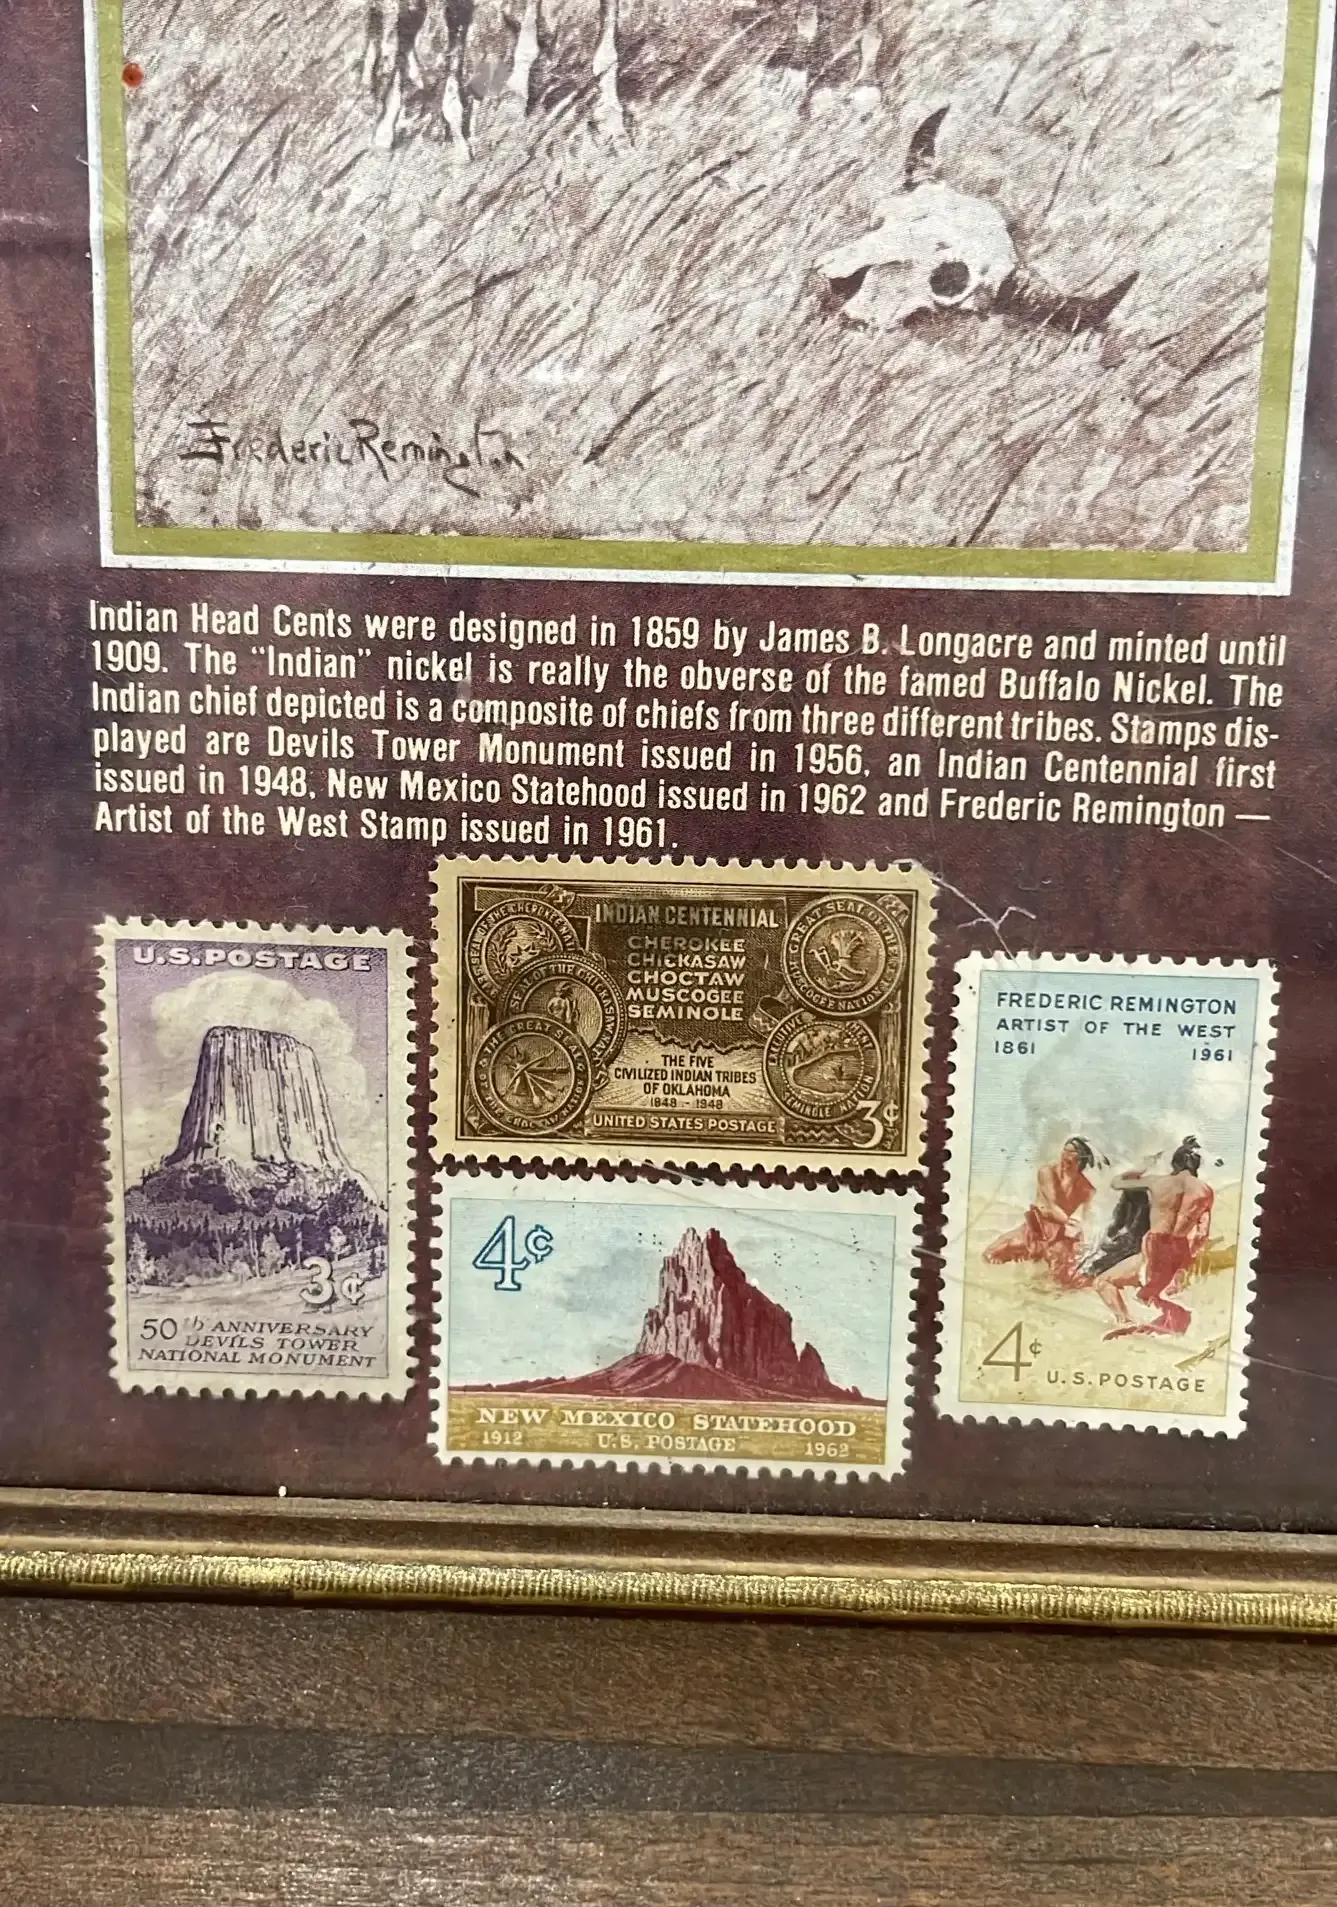 Frederic Remington
Indian Head Cents were designed in 1859 by James B. Longacre and minted until
1909. The "Indian" nickel is really the obverse of the famed Buffalo Nickel. The
Indian chief depicted is a composite of chiefs from three different tribes. Stamps dis-
played are Devils Tower Monument issued in 1956, an Indian Centennial first
issued in 1948, New Mexico Statehood issued in 1962 and Frederic Remington —
Artist of the West Stamp issued in 1961.
U.S. POSTAGE
3¢
50th ANNIVERSARY
DEVILS TOWER
NATIONAL MONUMENT
INDIAN CENTENNIAL
CHEROKEE
CHICKASAW
CHOCTAW
MUSCOGEE
SEMINOLE
THE FIVE
CIVILIZED INDIAN TRIBES
OF OKLAHOMA
1848 - 1948
UNITED STATES POSTAGE
3¢
4¢
NEW MEXICO STATEHOOD
1912 U.S. POSTAGE 1962
FREDERIC REMINGTON
ARTIST OF THE WEST
1861 1961
4¢
U.S. POSTAGE